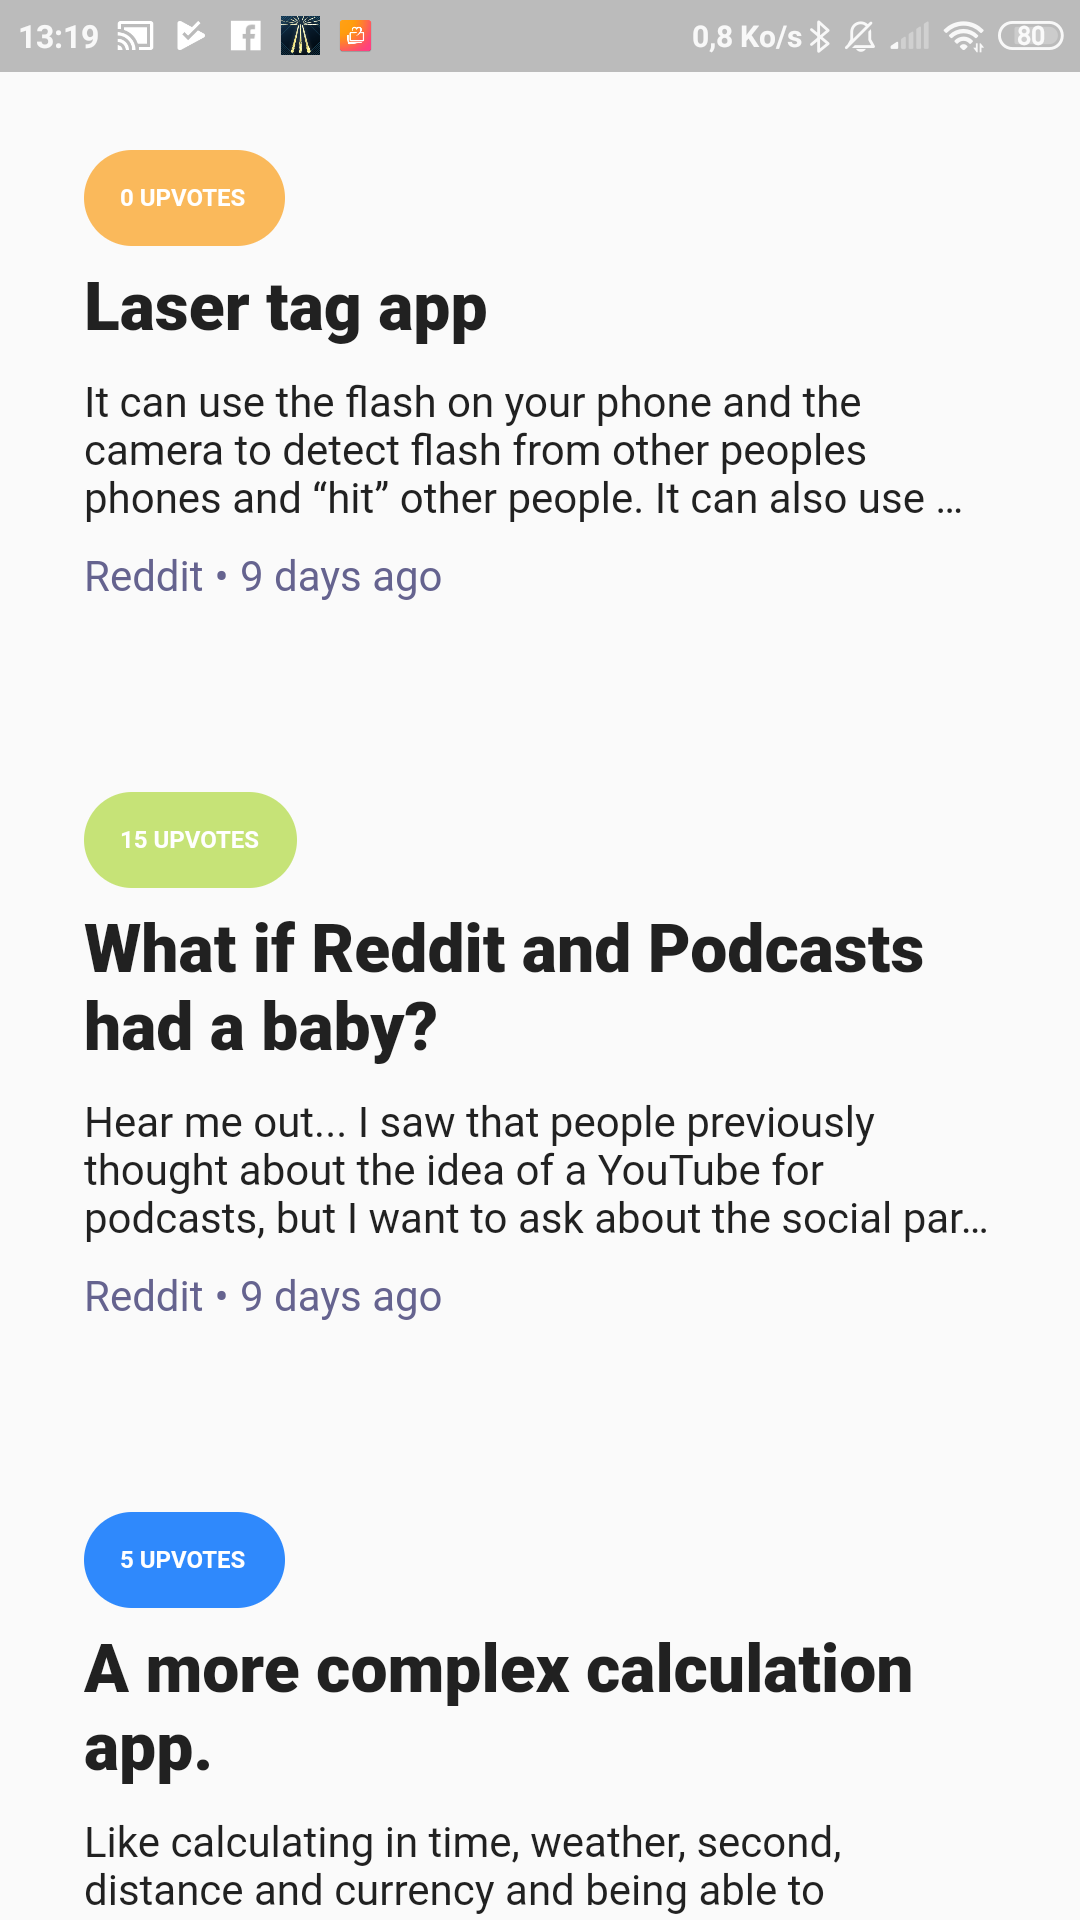 13:19 0,8 Ko/s 80
0 UPVOTES
Laser tag app
It can use the flash on your phone and the
camera to detect flash from other peoples
phones and “hit” other people. It can also use ...
Reddit • 9 days ago
15 UPVOTES
What if Reddit and Podcasts
had a baby?
Hear me out... I saw that people previously
thought about the idea of a YouTube for
podcasts, but I want to ask about the social par...
Reddit • 9 days ago
5 UPVOTES
A more complex calculation
app.
Like calculating in time, weather, second,
distance and currency and being able to